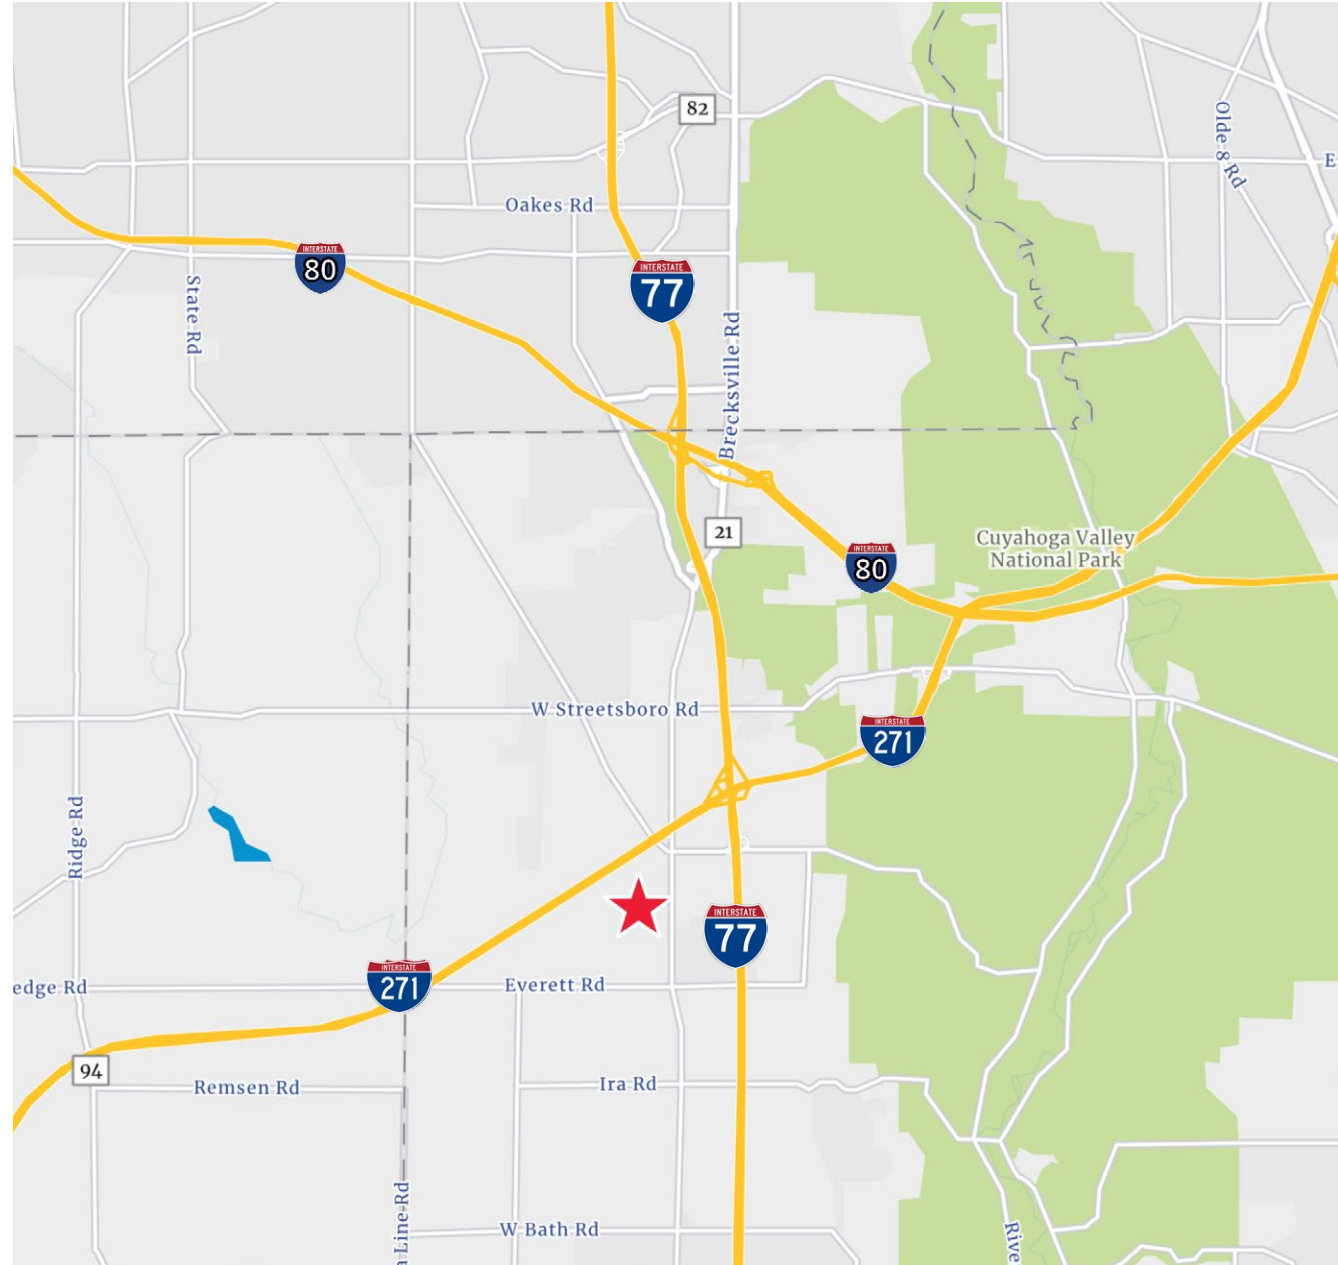 82
Olde 8 Rd
E
Oakes Rd
INTERSTATE
80
INTERSTATE
77
State Rd
Brecksville Rd
21
Cuyahoga Valley
National Park
INTERSTATE
80
W Streetsboro Rd
INTERSTATE
271
Ridge Rd
INTERSTATE
77
INTERSTATE
271
edge Rd
Everett Rd
94
Remsen Rd
Ira Rd
a Line Rd
W Bath Rd
Rive